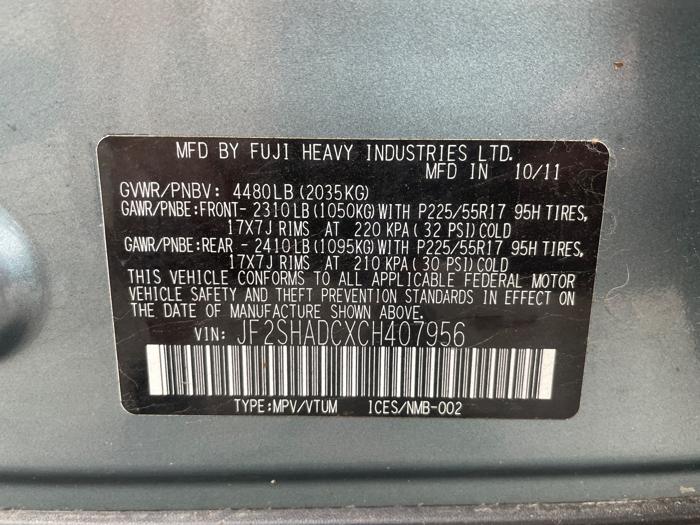 MFD BY FUJI HEAVY INDUSTRIES LTD.
MFD IN 10/11
GVWR/PNBV: 4480LB(2035KG)
GAWR/PNBE:FRONT- 2310LB(1050KG)WITH P225/55R17 95H TIRES,
17X7J RIMS AT 220 KPA(32 PSI)COLD
GAWR/PNBE:REAR - 2410LB(1095KG)WITH P225/55R17 95H TIRES,
17X7J RIMS AT 210 KPA(30 PSI)COLD
THIS VEHICLE CONFORMS TO ALL APPLICABLE FEDERAL MOTOR
VEHICLE SAFETY AND THEFT PREVENTION STANDARDS IN EFFECT ON
THE DATE OF MANUFACTURE SHOWN ABOVE.
VIN: JF2SHADCXCH407956
TYPE:MPV/VTUM ICES/NMB-002